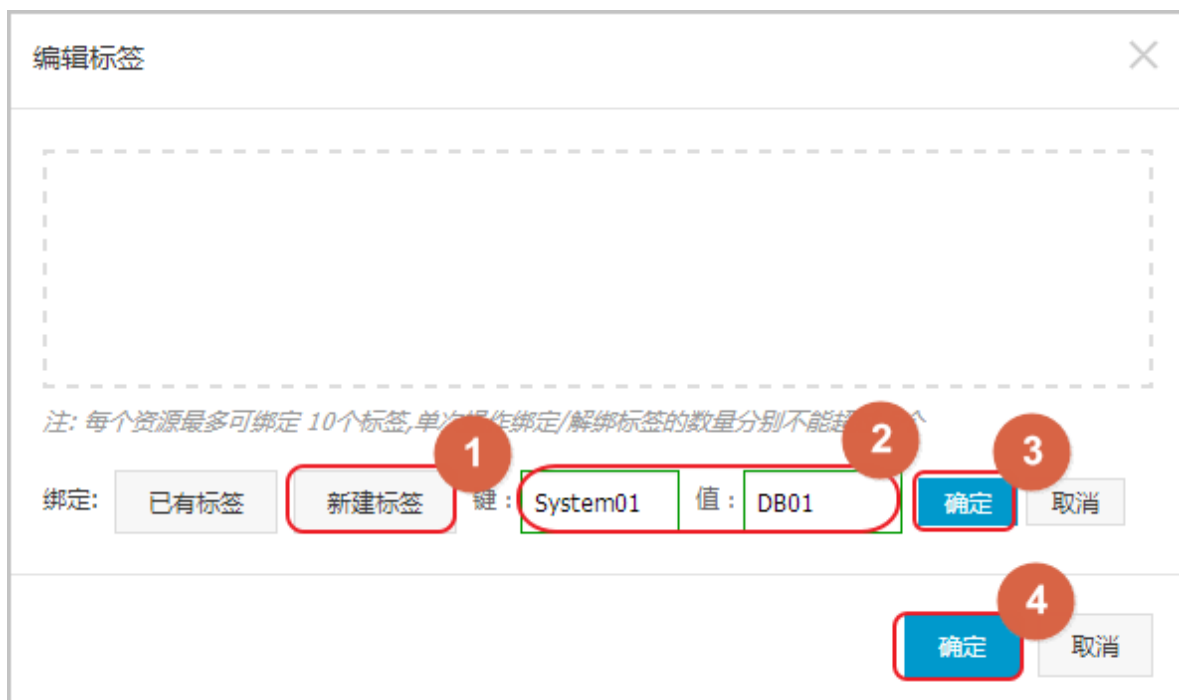 编辑标签
注: 每个资源最多可绑定 10个标签,单次操作绑定/解绑标签的数量分别不能超 个
1
2
3
绑定: 已有标签 新建标签 键: System01 值: DB01 确定 取消
4
确定 取消